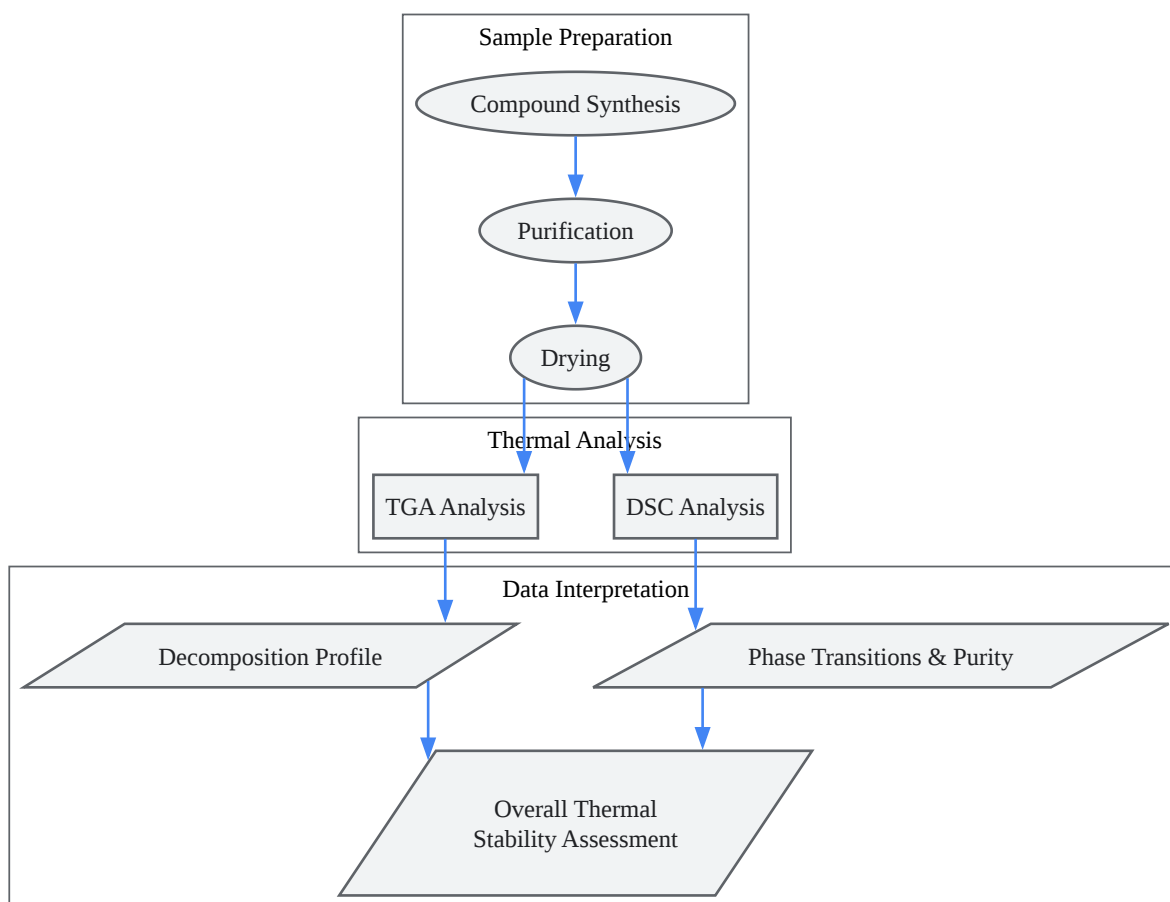 Sample Preparation
Compound Synthesis
Purification
Drying
Thermal Analysis
TGA Analysis
DSC Analysis
Data Interpretation
Decomposition Profile
Phase Transitions & Purity
Overall Thermal
Stability Assessment